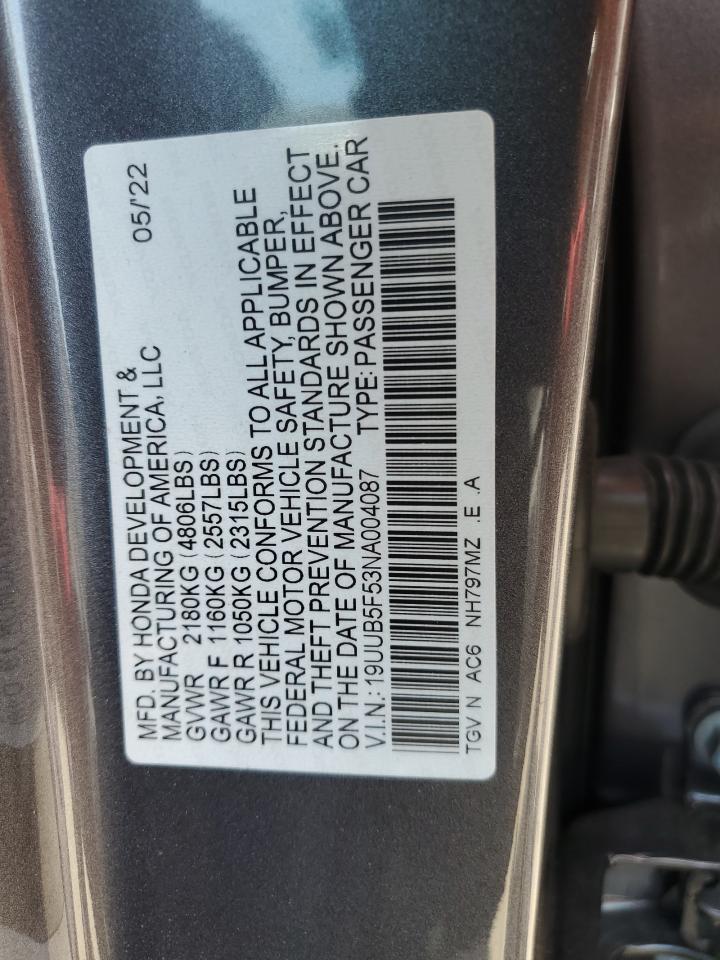 MFD. BY HONDA DEVELOPMENT &
MANUFACTURING OF AMERICA, LLC 05/'22
GVWR 2180KG (4806LBS)
GAWR F 1160KG (2557LBS)
GAWR R 1050KG (2315LBS)
THIS VEHICLE CONFORMS TO ALL APPLICABLE
FEDERAL MOTOR VEHICLE SAFETY, BUMPER,
AND THEFT PREVENTION STANDARDS IN EFFECT
ON THE DATE OF MANUFACTURE SHOWN ABOVE.
V.I.N.: 19UUB5F53NA004087 TYPE: PASSENGER CAR
TGV N AC6 NH797MZ .E .A